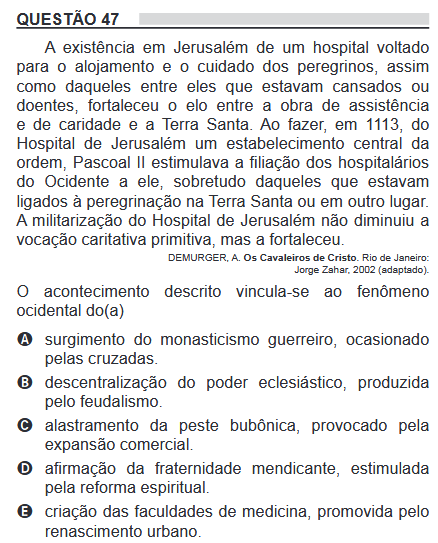 QUESTÃO 47
A existência em Jerusalém de um hospital voltado
para o alojamento e o cuidado dos peregrinos, assim
como daqueles entre eles que estavam cansados ou
doentes, fortaleceu o elo entre a obra de assistência
e de caridade e a Terra Santa. Ao fazer, em 1113, do
Hospital de Jerusalém um estabelecimento central da
ordem, Pascoal II estimulava a filiação dos hospitalários
do Ocidente a ele, sobretudo daqueles que estavam
ligados à peregrinação na Terra Santa ou em outro lugar.
A militarização do Hospital de Jerusalém não diminuiu a
vocação caritativa primitiva, mas a fortaleceu.
DEMURGER, A. Os Cavaleiros de Cristo. Rio de Janeiro:
Jorge Zahar, 2002 (adaptado).
O acontecimento descrito vincula-se ao fenômeno
ocidental do(a)
A surgimento do monasticismo guerreiro, ocasionado
pelas cruzadas.
B descentralização do poder eclesiástico, produzida
pelo feudalismo.
C alastramento da peste bubônica, provocado pela
expansão comercial.
D afirmação da fraternidade mendicante, estimulada
pela reforma espiritual.
E criação das faculdades de medicina, promovida pelo
renascimento urbano.